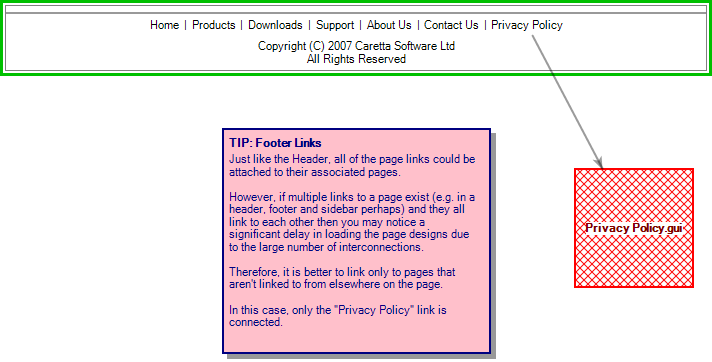 Home | Products | Downloads | Support | About Us | Contact Us | Privacy Policy
Copyright (C) 2007 Caretta Software Ltd
All Rights Reserved
TIP: Footer Links
Just like the Header, all of the page links could be
attached to their associated pages.
However, if multiple links to a page exist (e.g. in a
header, footer and sidebar perhaps) and they all
link to each other then you may notice a
significant delay in loading the page designs due
to the large number of interconnections.
Therefore, it is better to link only to pages that
aren't linked to from elsewhere on the page.
In this case, only the "Privacy Policy" link is
connected.
Privacy Policy.gui